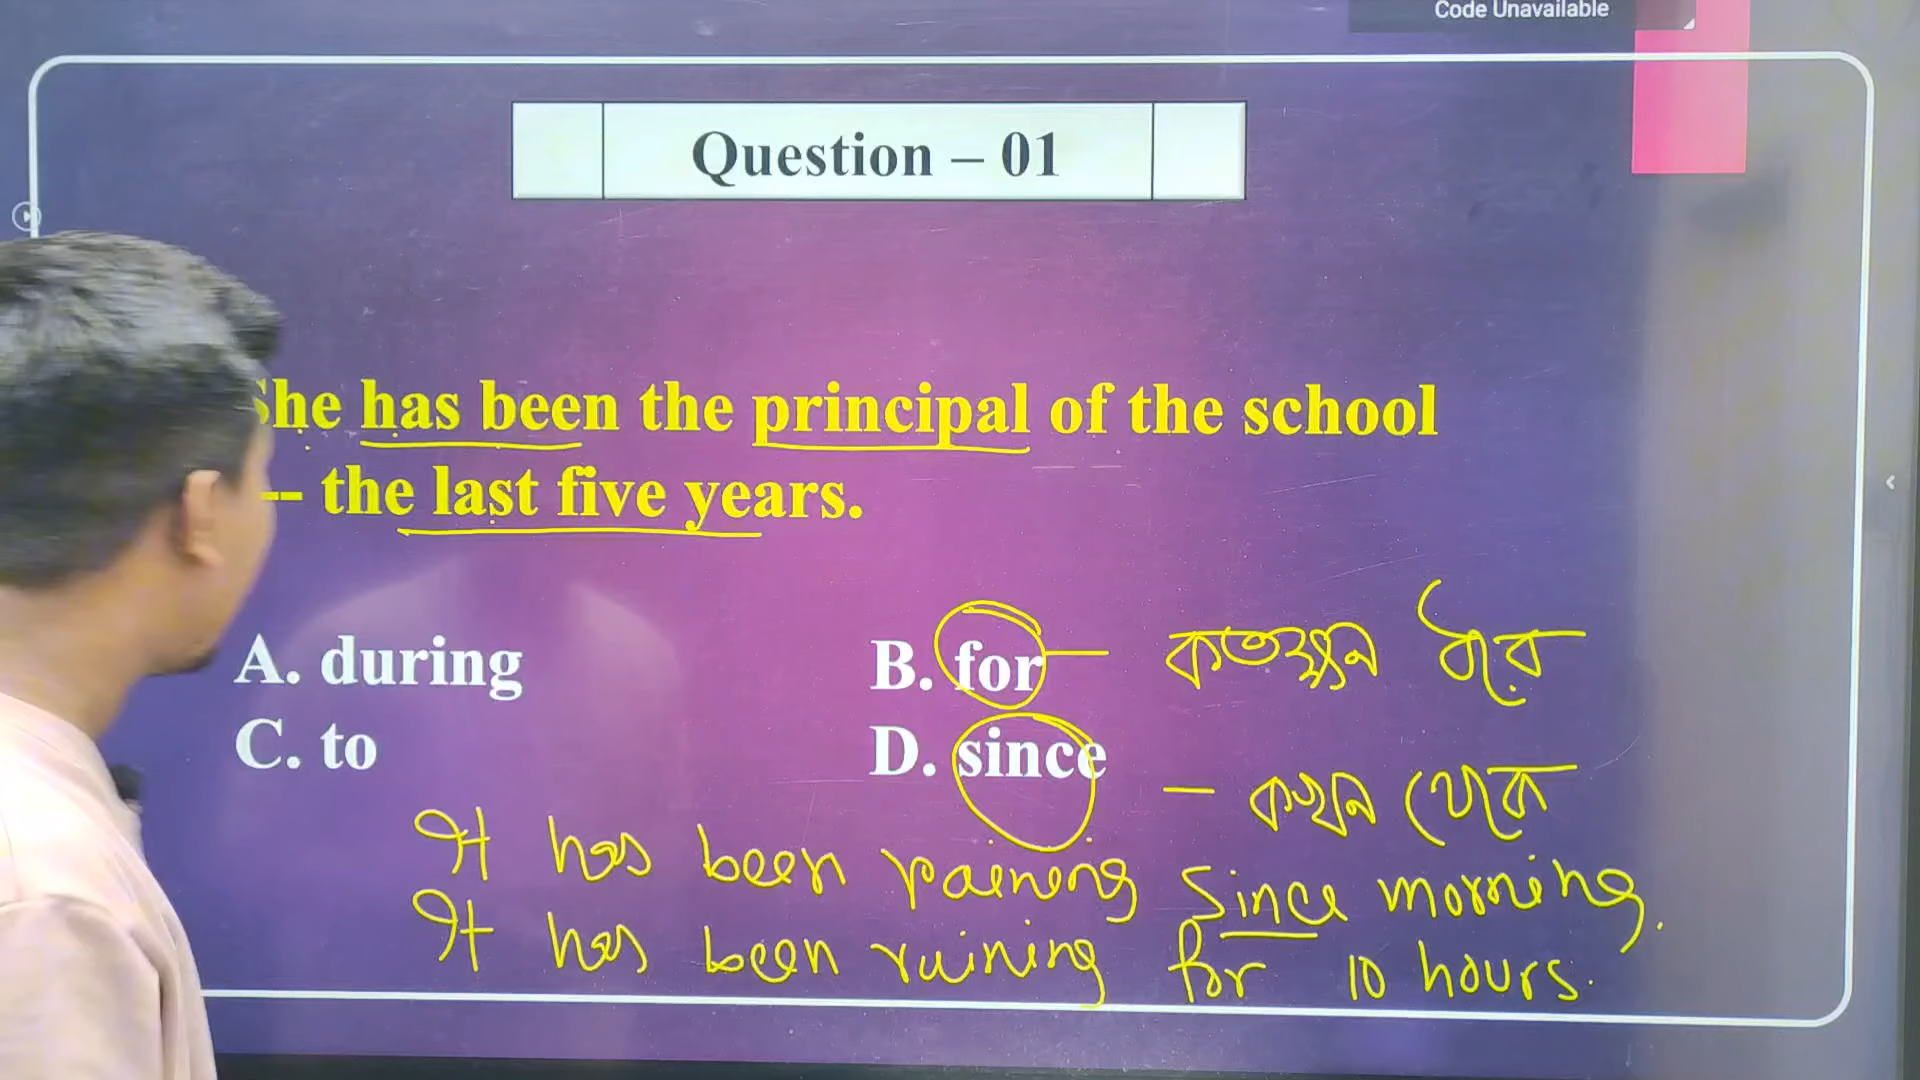 Code Unavailable
Question – 01
She has been the principal of the school
-- the last five years.
A. during
B. for — কতক্ষন ধরে
C. to
D. since — কখন থেকে
It has been raining since morning.
It has been raining for 10 hours.